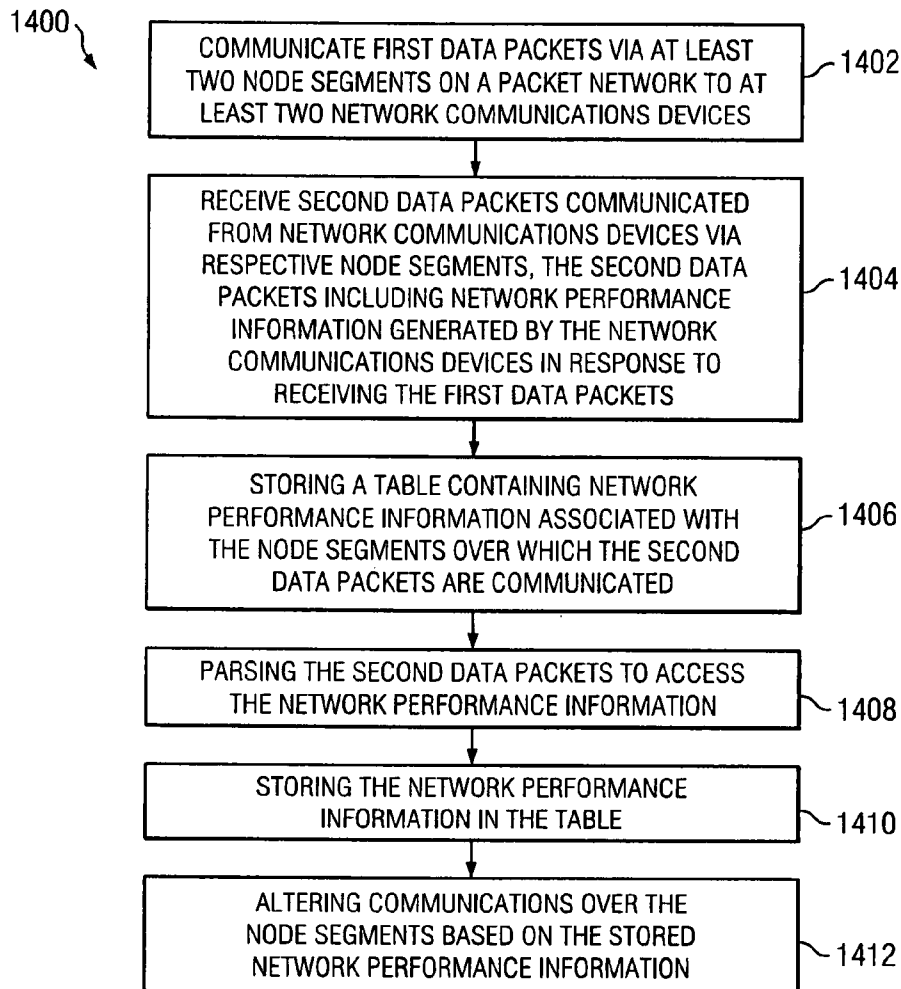 1400
COMMUNICATE FIRST DATA PACKETS VIA AT LEAST
TWO NODE SEGMENTS ON A PACKET NETWORK TO AT
LEAST TWO NETWORK COMMUNICATIONS DEVICES
1402
RECEIVE SECOND DATA PACKETS COMMUNICATED
FROM NETWORK COMMUNICATIONS DEVICES VIA
RESPECTIVE NODE SEGMENTS, THE SECOND DATA
PACKETS INCLUDING NETWORK PERFORMANCE
INFORMATION GENERATED BY THE NETWORK
COMMUNICATIONS DEVICES IN RESPONSE TO
RECEIVING THE FIRST DATA PACKETS
1404
STORING A TABLE CONTAINING NETWORK
PERFORMANCE INFORMATION ASSOCIATED WITH
THE NODE SEGMENTS OVER WHICH THE SECOND
DATA PACKETS ARE COMMUNICATED
1406
PARSING THE SECOND DATA PACKETS TO ACCESS
THE NETWORK PERFORMANCE INFORMATION
1408
STORING THE NETWORK PERFORMANCE
INFORMATION IN THE TABLE
1410
ALTERING COMMUNICATIONS OVER THE
NODE SEGMENTS BASED ON THE STORED
NETWORK PERFORMANCE INFORMATION
1412